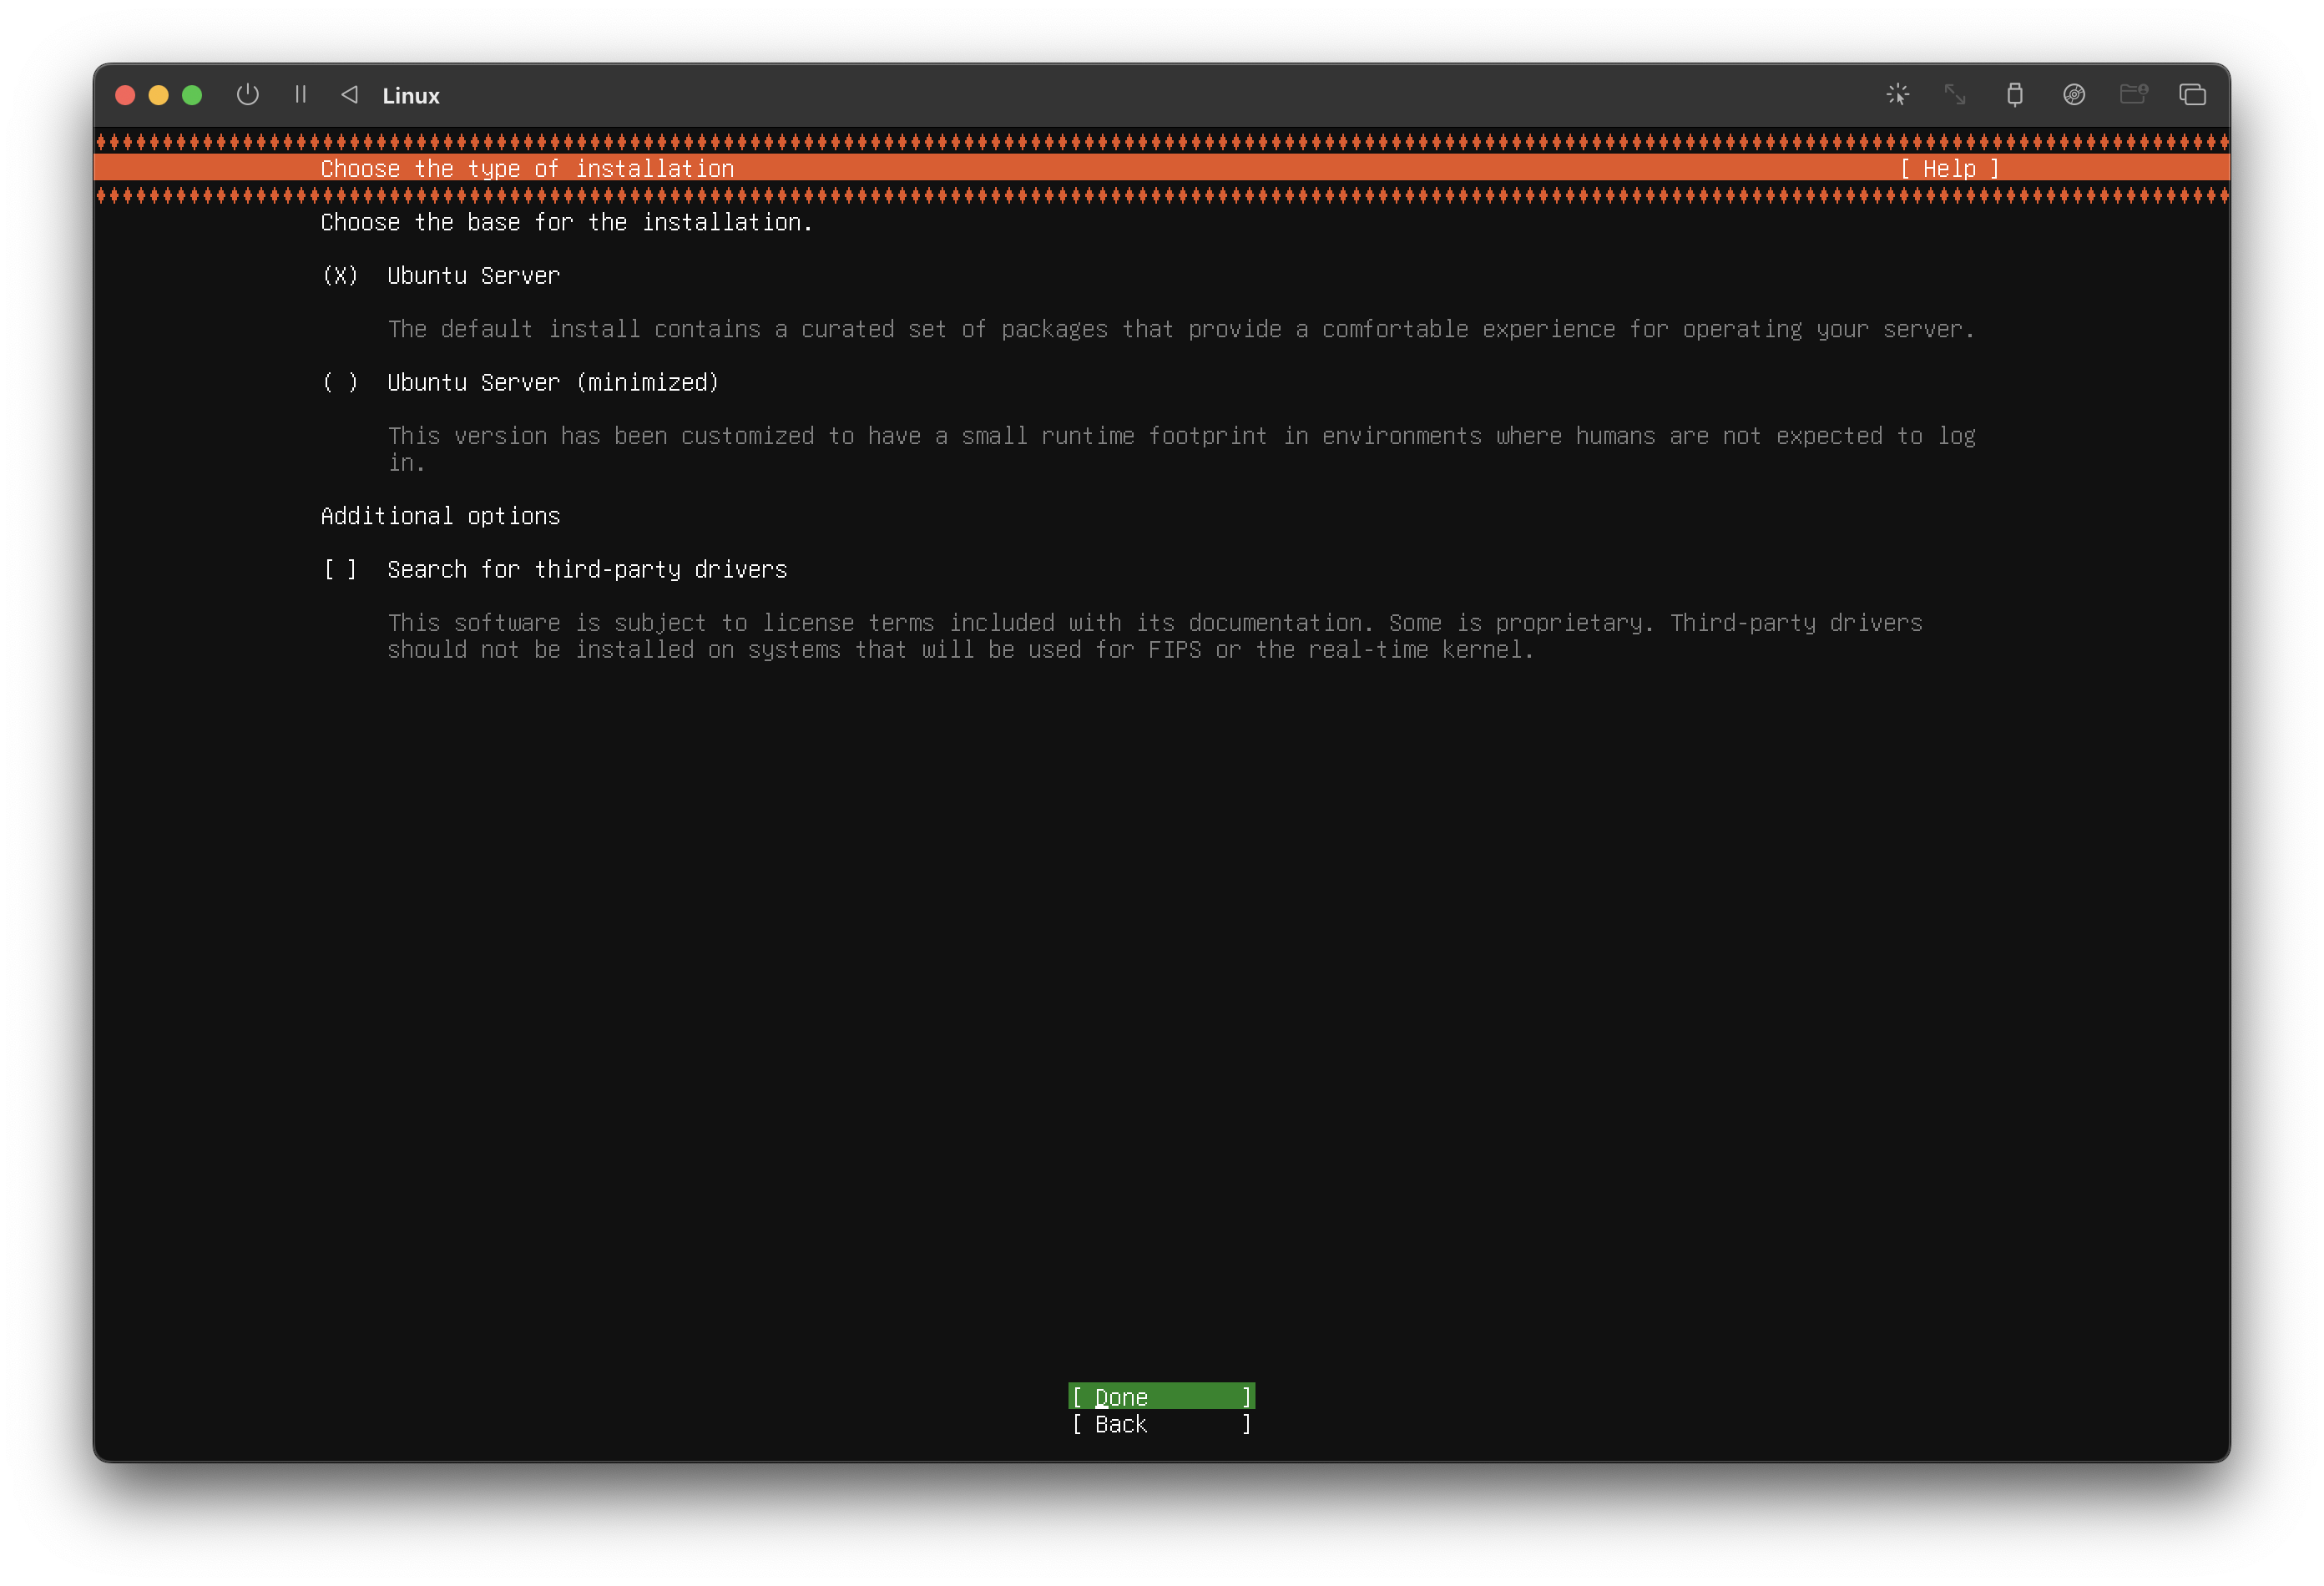 Linux
Choose the type of installation [ Help ]
Choose the base for the installation.
(X) Ubuntu Server
The default install contains a curated set of packages that provide a comfortable experience for operating your server.
( ) Ubuntu Server (minimized)
This version has been customized to have a small runtime footprint in environments where humans are not expected to log
in.
Additional options
[ ] Search for third-party drivers
This software is subject to license terms included with its documentation. Some is proprietary. Third-party drivers
should not be installed on systems that will be used for FIPS or the real-time kernel.
[ Done ]
[ Back ]